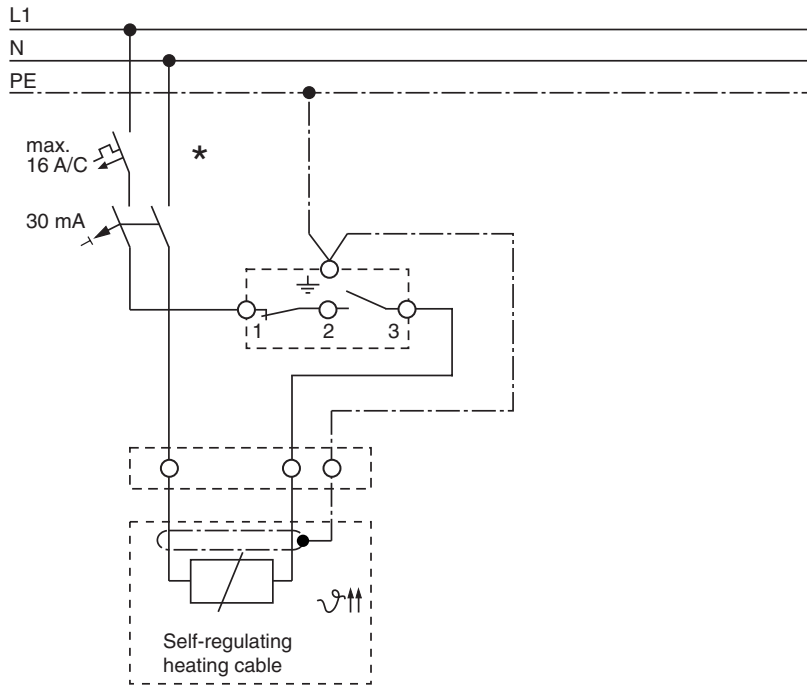 L1
N
PE
max.
16 A/C
*
30 mA
1 2 3
ϑ
Self-regulating
heating cable